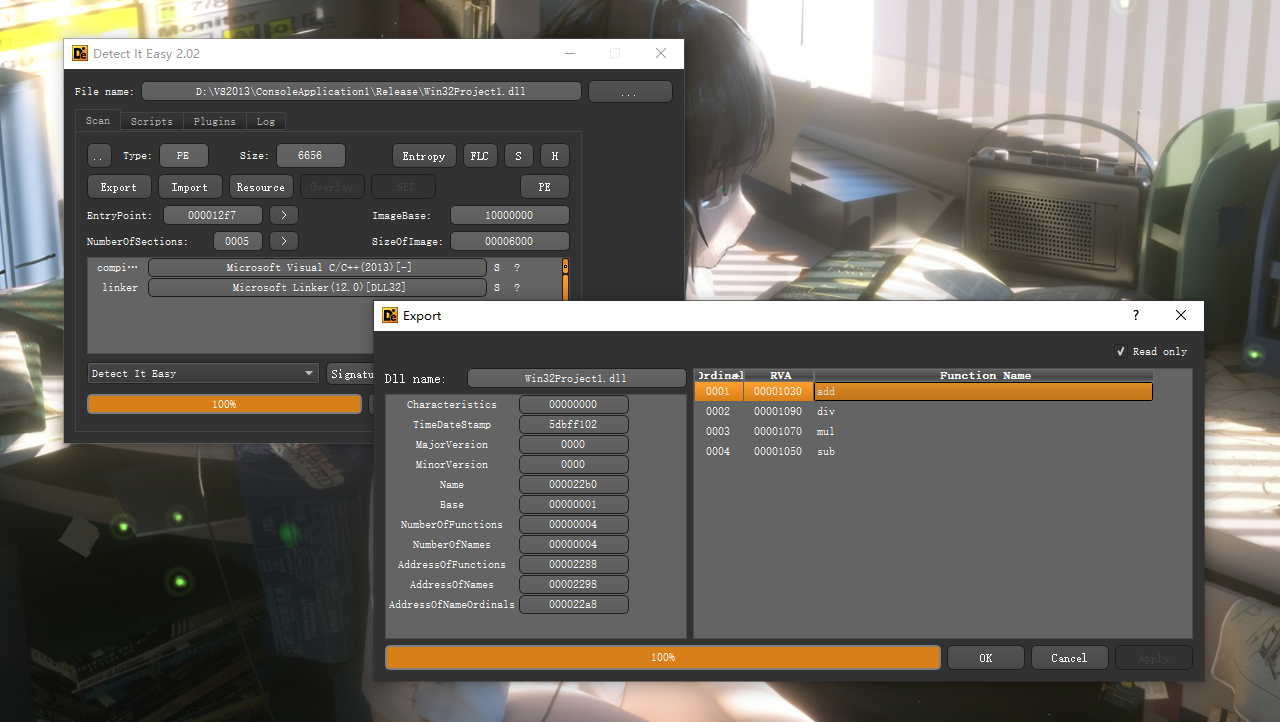 7/8
Monitor
Detect It Easy 2.02
File name: D:\VS2013\ConsoleApplication1\Release\Win32Project1.dll ...
Scan Scripts Plugins Log
.. Type: PE Size: 6656 Entropy FLC S H
Export Import Resource Overlay .NET PE
EntryPoint: 000012f7 > ImageBase: 10000000
NumberOfSections: 0005 > SizeOfImage: 00006000
compi··· Microsoft Visual C/C++(2013)[-] S ?
linker Microsoft Linker(12.0)[DLL32] S ?
Detect It Easy Signatu
100%
Export ?
Read only
Dll name: Win32Project1.dll
Characteristics 00000000
TimeDateStamp 5dbff102
MajorVersion 0000
MinorVersion 0000
Name 000022b0
Base 00000001
NumberOfFunctions 00000004
NumberOfNames 00000004
AddressOfFunctions 00002288
AddressOfNames 00002298
AddressOfNameOrdinals 000022a8
Ordinal RVA Function Name
0001 00001030 add
0002 00001090 div
0003 00001070 mul
0004 00001050 sub
100% OK Cancel Apply